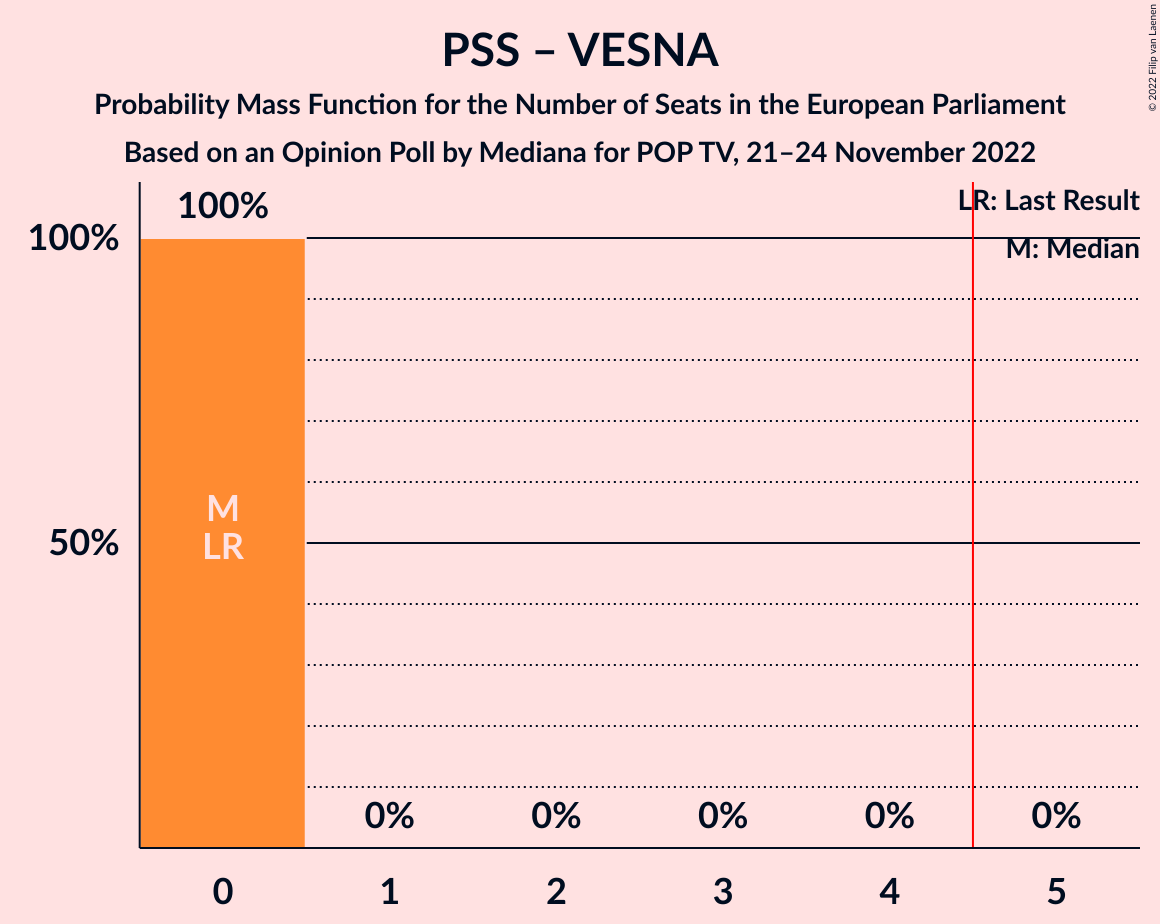 PSS – VESNA
Probability Mass Function for the Number of Seats in the European Parliament
Based on an Opinion Poll by Mediana for POP TV, 21–24 November 2022
© 2022 Filip van Laenen
LR: Last Result
M: Median
100%
100%
50%
M
LR
0%
0%
0%
0%
0%
0
1
2
3
4
5